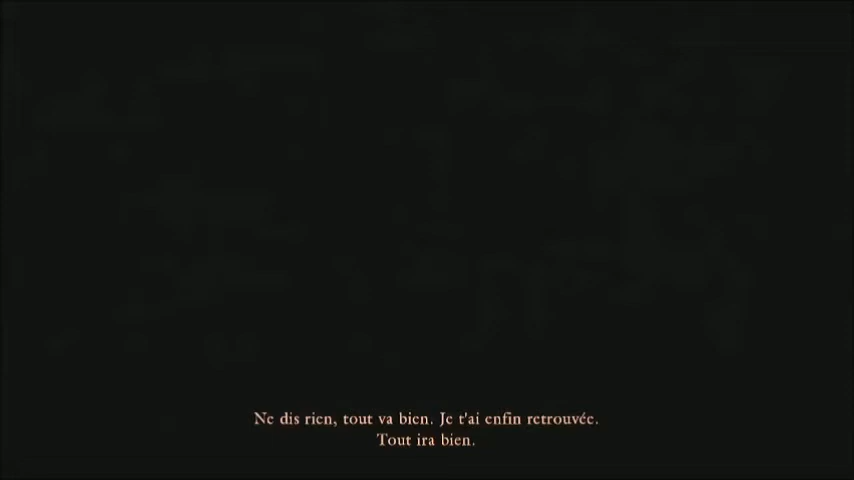 Ne dis rien, tout va bien. Je t'ai enfin retrouvée.
Tout ira bien.